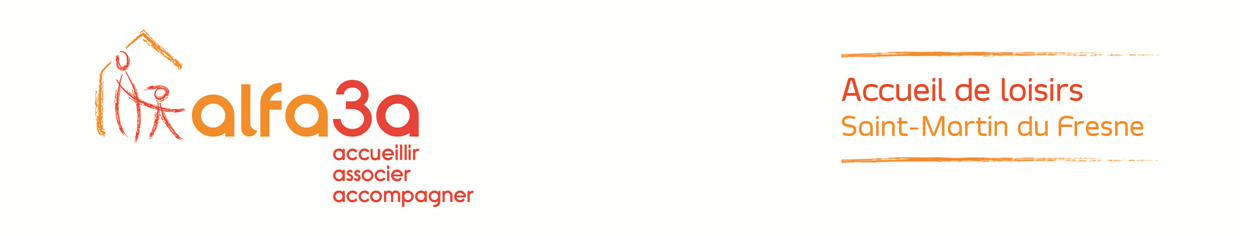 alfa3a
accueillir
associer
accompagner
Accueil de loisirs
Saint-Martin du Fresne